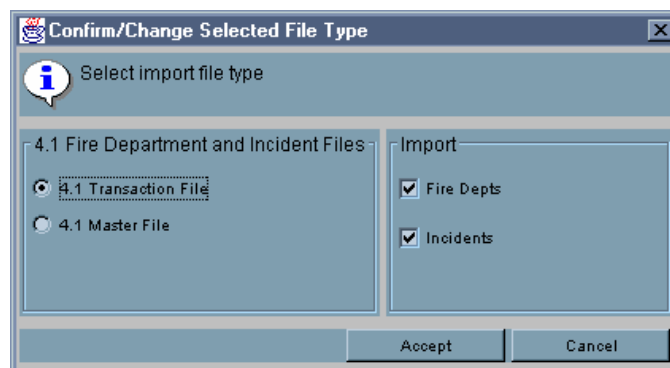 Confirm/Change Selected File Type
Select import file type
4.1 Fire Department and Incident Files
4.1 Transaction File
4.1 Master File
Import
Fire Depts
Incidents
Accept
Cancel